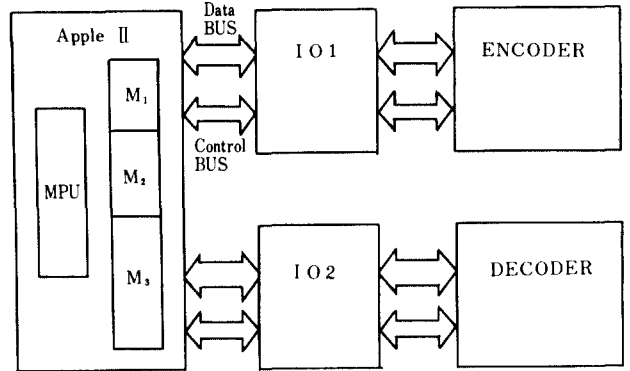 Apple II
MPU
M1
M2
M3
Data
BUS
Control
BUS
IO1
ENCODER
IO2
DECODER